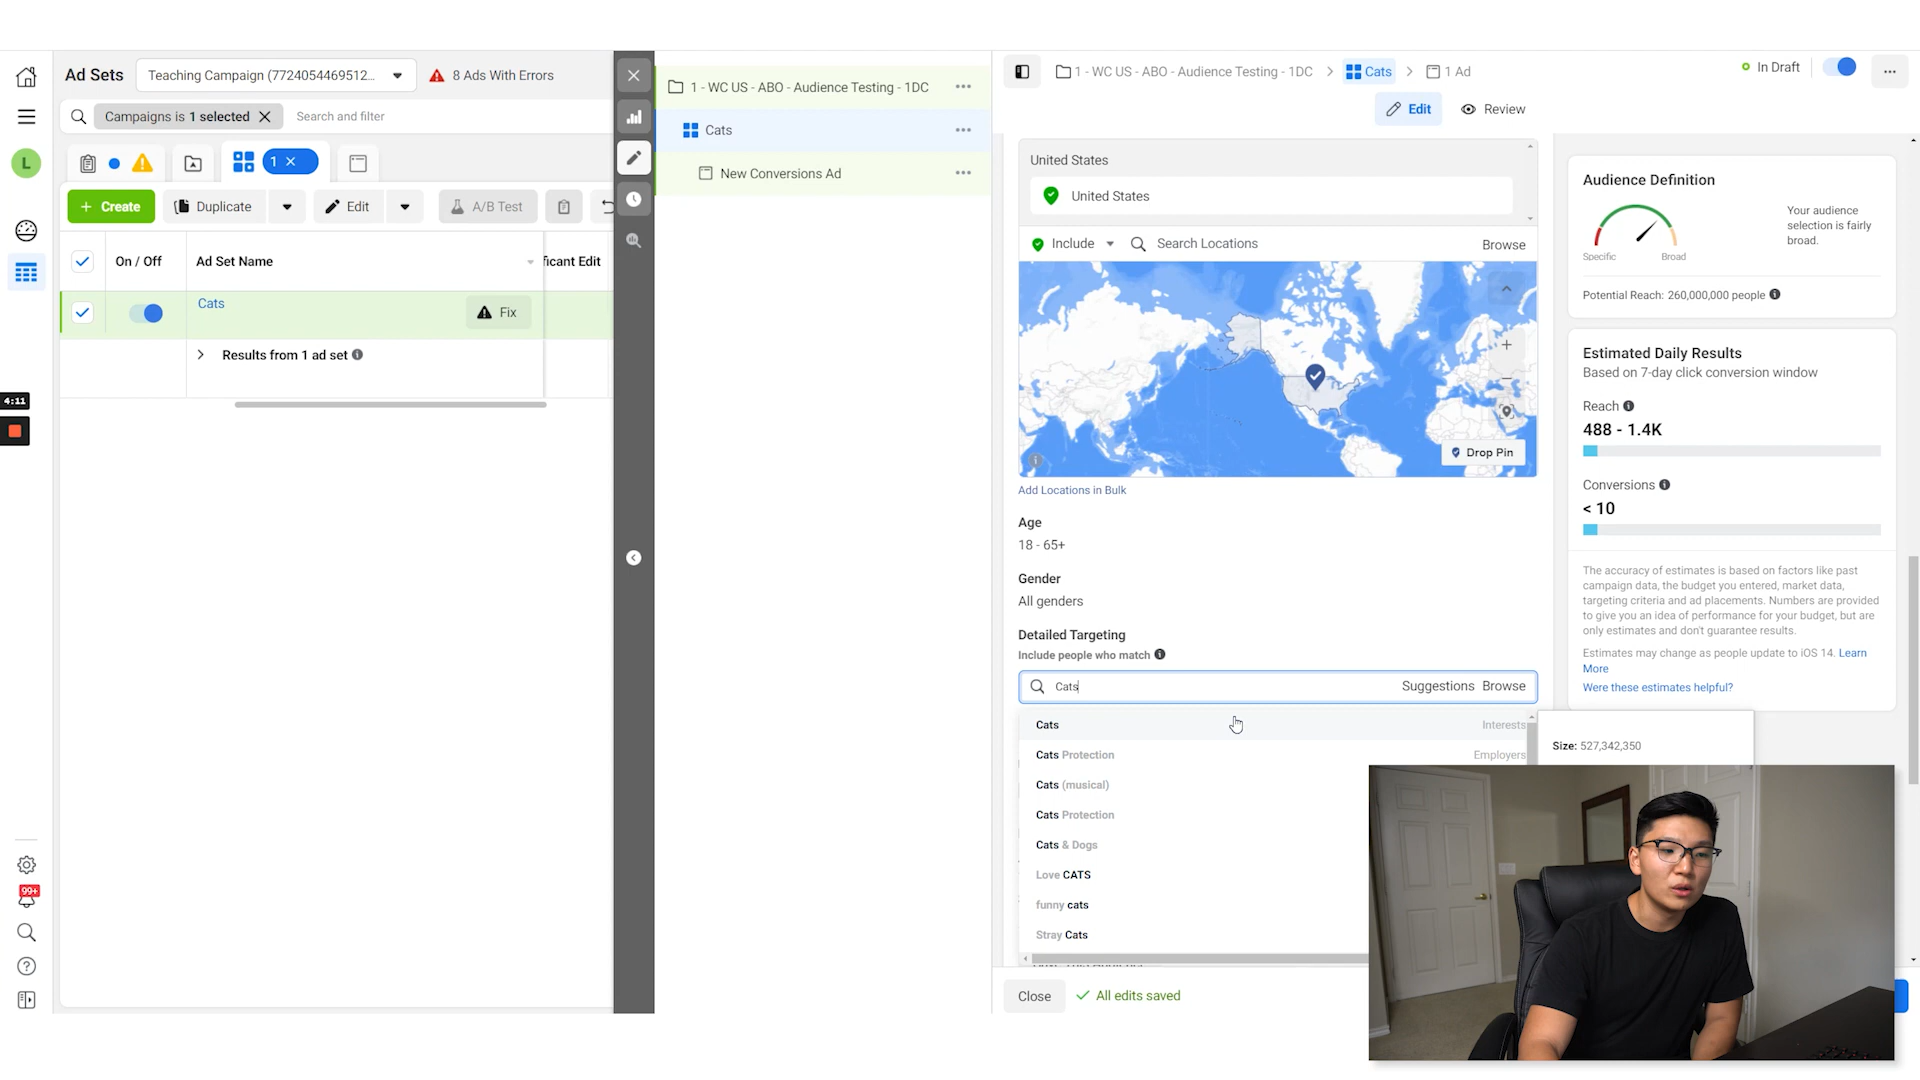 Ad Sets
Teaching Campaign (7724054469512...
8 Ads With Errors
Campaigns is 1 selected
Search and filter
L
1
+ Create
Duplicate
Edit
A/B Test
On / Off
Ad Set Name
ficant Edit
Cats
Fix
Results from 1 ad set
4:11
99+
1 - WC US - ABO - Audience Testing - 1DC
Cats
New Conversions Ad
1 - WC US - ABO - Audience Testing - 1DC
Cats
1 Ad
In Draft
Edit
Review
United States
United States
Include
Search Locations
Browse
Drop Pin
Add Locations in Bulk
Age
18 - 65+
Gender
All genders
Detailed Targeting
Include people who match
Cats
Suggestions
Browse
Cats
Interests
Cats Protection
Employers
Cats (musical)
Cats Protection
Cats & Dogs
Love CATS
funny cats
Stray Cats
Close
All edits saved
Audience Definition
Your audience
selection is fairly
broad.
Specific
Broad
Potential Reach: 260,000,000 people
Estimated Daily Results
Based on 7-day click conversion window
Reach
488 - 1.4K
Conversions
< 10
The accuracy of estimates is based on factors like past
campaign data, the budget you entered, market data,
targeting criteria and ad placements. Numbers are provided
to give you an idea of performance for your budget, but are
only estimates and don't guarantee results.
Estimates may change as people update to iOS 14. Learn
More
Were these estimates helpful?
Size: 527,342,350